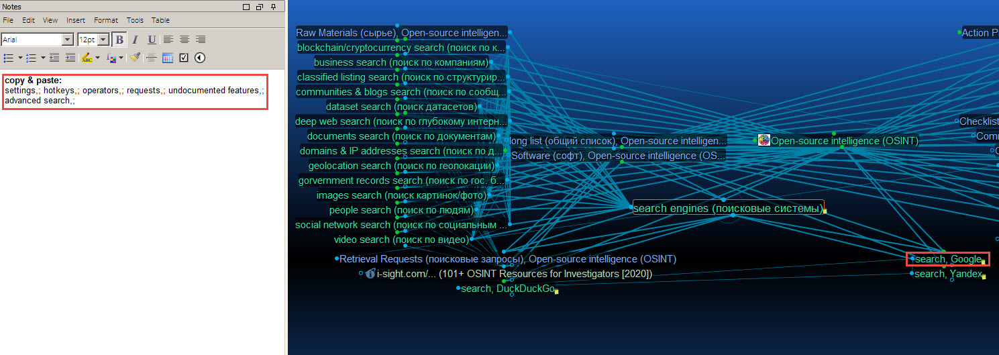 Notes
File Edit View Insert Format Tools Table
Arial 12pt B I U
ABC
copy & paste:
settings,; hotkeys,; operators,; requests,; undocumented features,;
advanced search,;
Raw Materials (сырье), Open-source intelligen...
blockchain/cryptocurrency search (поиск по к...
business search (поиск по компаниям)
classified listing search (поиск по структурир...
communities & blogs search (поиск по сообщ...
dataset search (поиск датасетов)
deep web search (поиск по глубокому интерн...
documents search (поиск по документам)
domains & IP addresses search (поиск по д...
geolocation search (поиск по геолокации)
gorvernment records search (поиск по гос. б...
images search (поиск картинок/фото)
people search (поиск по людям)
social network search (поиск по социальным ...
video search (поиск по видео)
long list (общий список), Open-source intelligen...
Software (софт), Open-source intelligence (OS...
Open-source intelligence (OSINT)
Action P
Checklist
Com
search engines (поисковые системы)
Retrieval Requests (поисковые запросы), Open-source intelligence (OSINT)
i-sight.com/... (101+ OSINT Resources for Investigators [2020])
search, DuckDuckGo
search, Google
search, Yandex